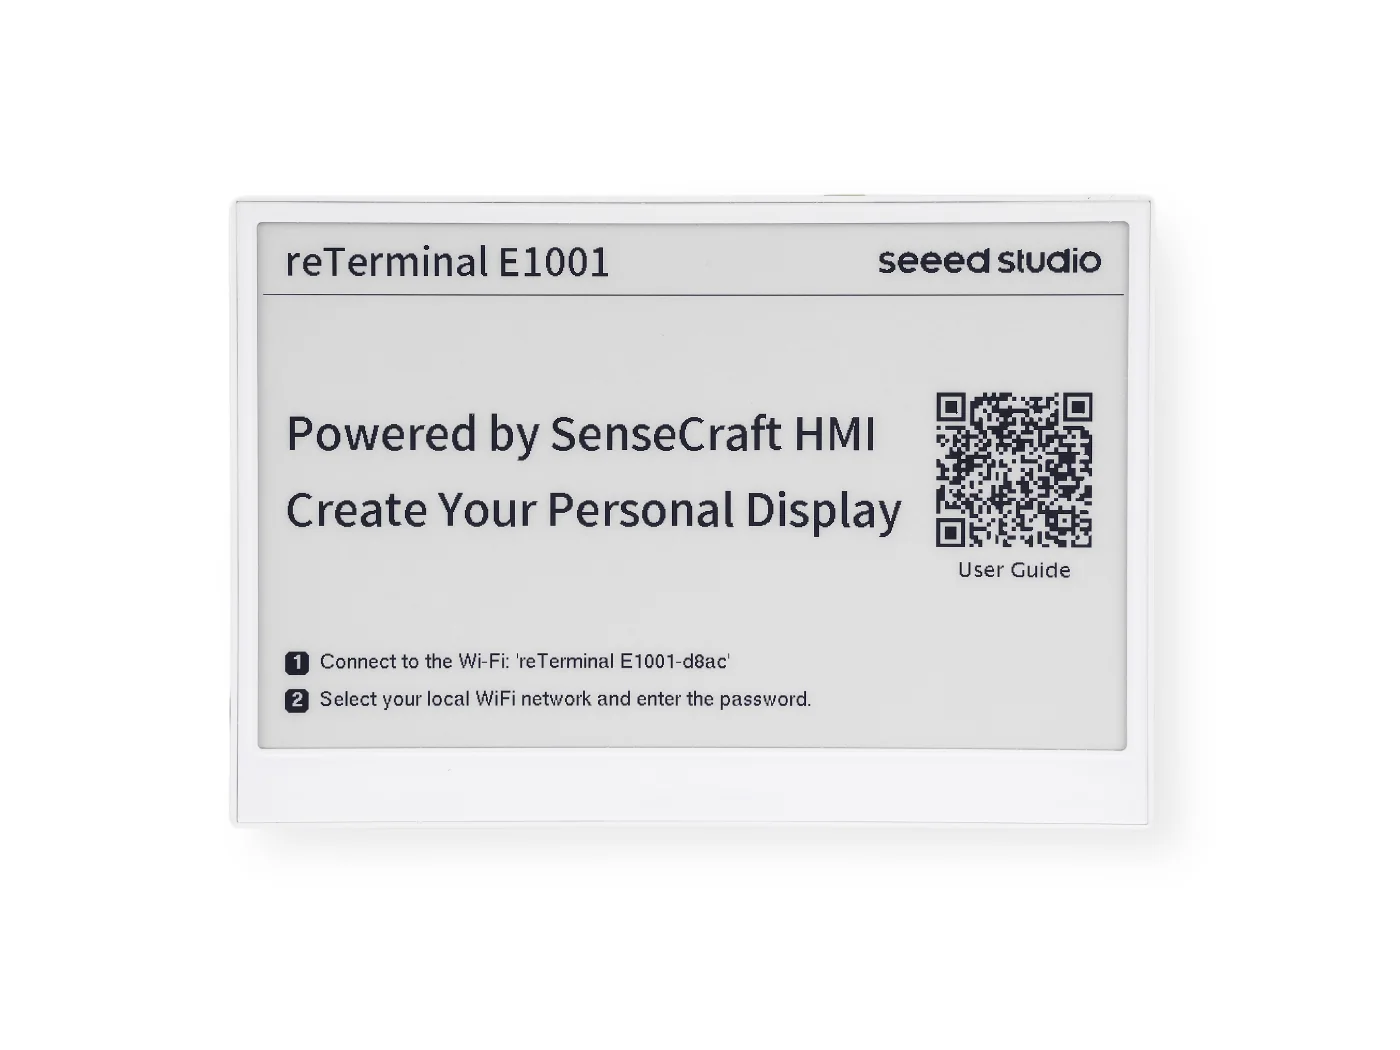 reTerminal E1001
seeed studio
Powered by SenseCraft HMI
Create Your Personal Display
User Guide
1 Connect to the Wi-Fi: 'reTerminal E1001-d8ac'
2 Select your local WiFi network and enter the password.